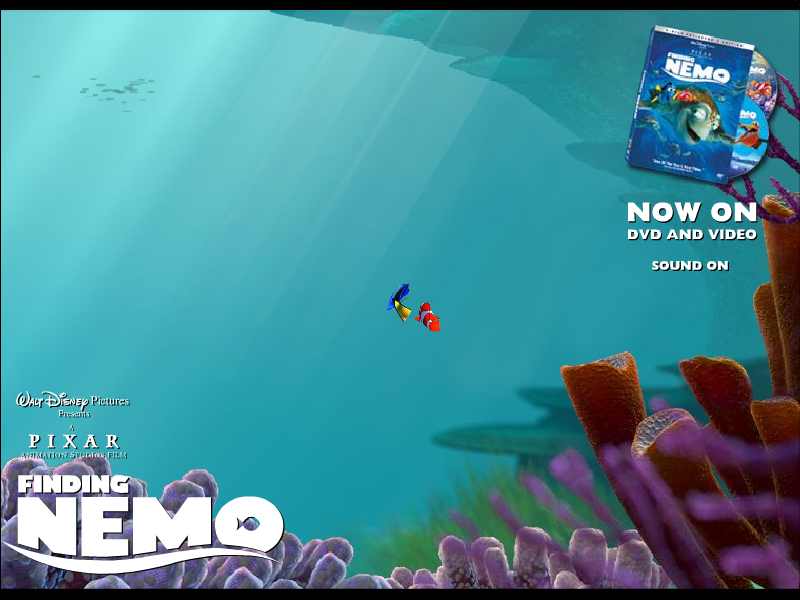 FINDING
NEMO
NOW ON
DVD AND VIDEO
SOUND ON
WALT DISNEY Pictures
Presents
A
PIXAR
ANIMATION STUDIOS FILM
FINDING
NEMO